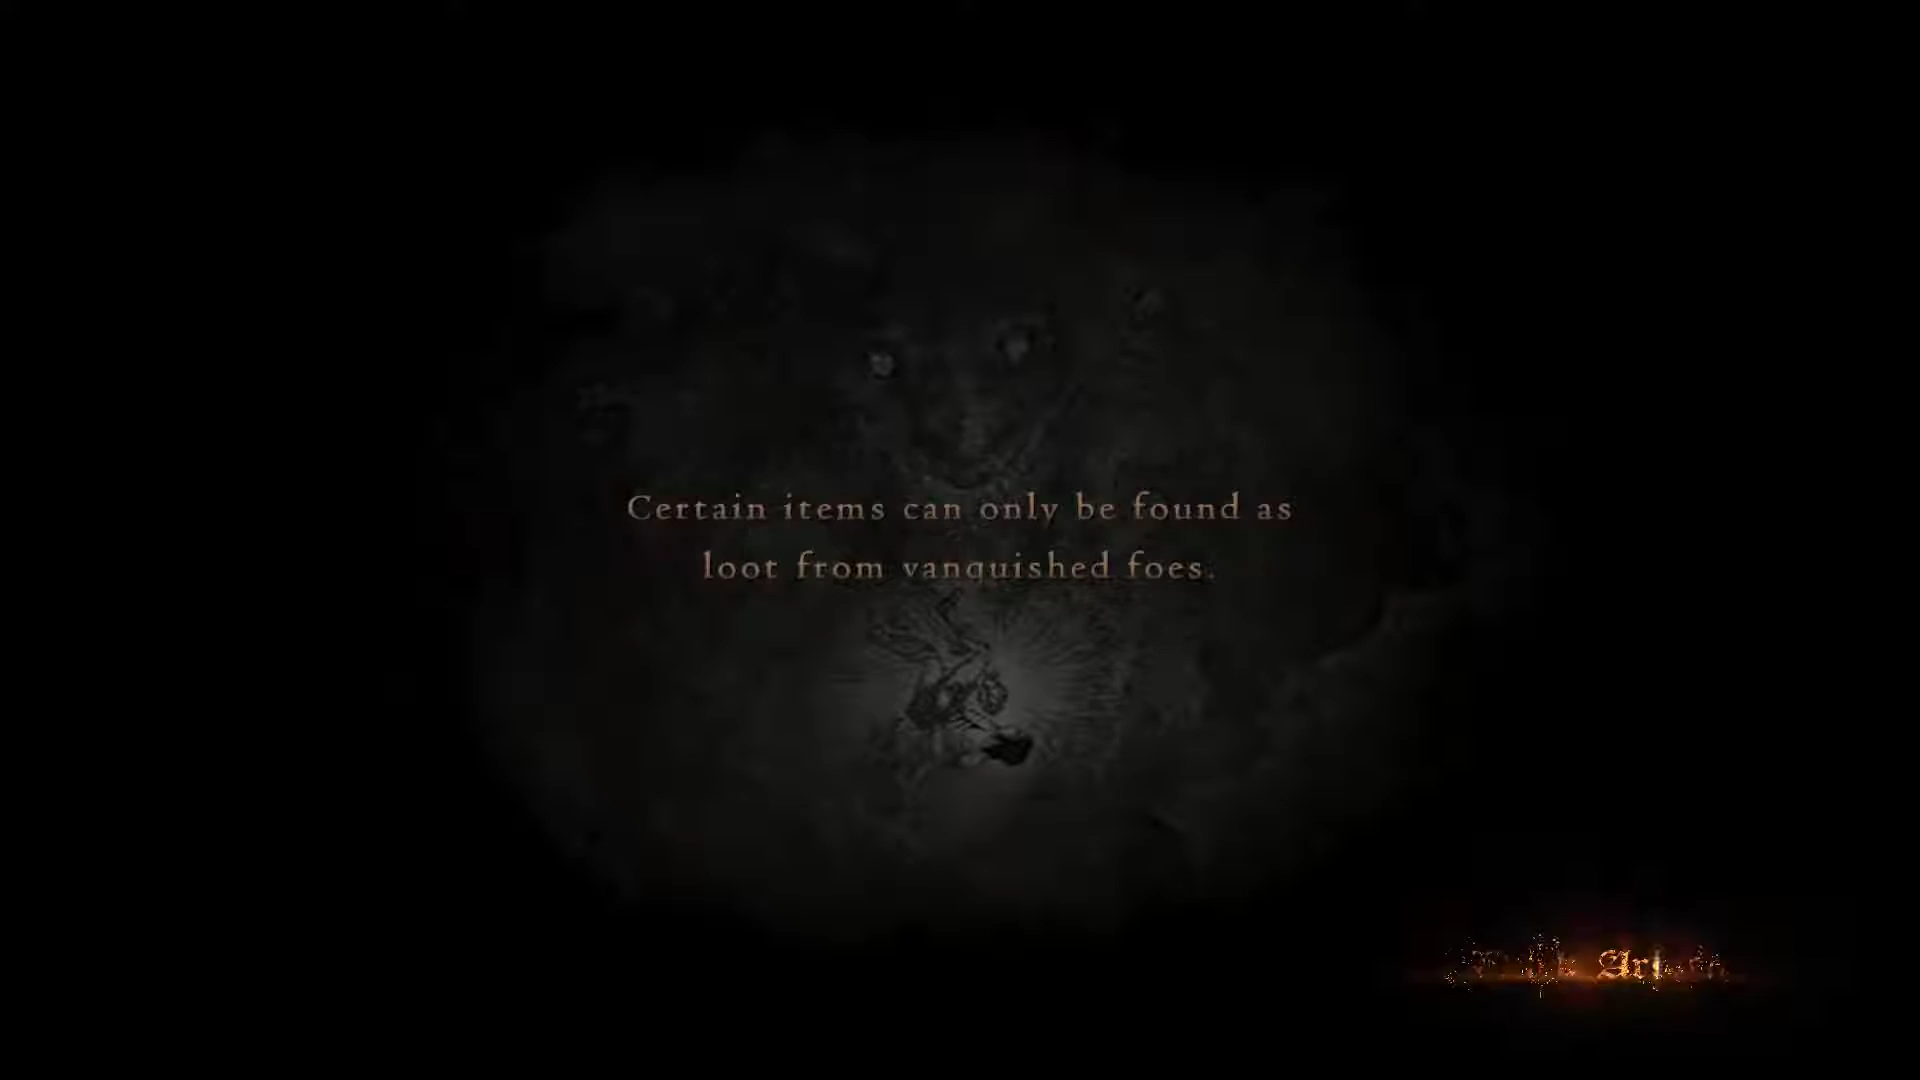 Certain items can only be found as
loot from vanquished foes.